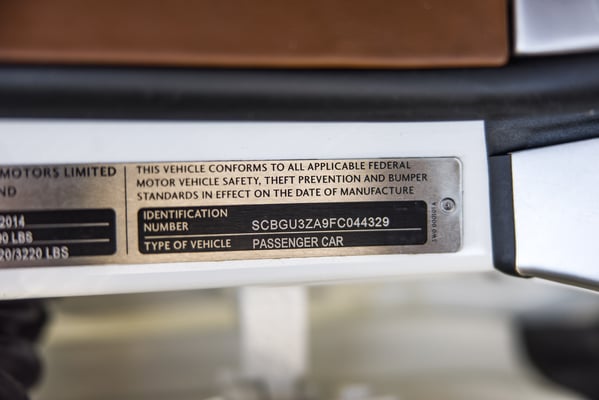 MOTORS LIMITED
ND
2014
LBS
20/3220 LBS
THIS VEHICLE CONFORMS TO ALL APPLICABLE FEDERAL
MOTOR VEHICLE SAFETY, THEFT PREVENTION AND BUMPER
STANDARDS IN EFFECT ON THE DATE OF MANUFACTURE
IDENTIFICATION
NUMBER SCBGU3ZA9FC044329
TYPE OF VEHICLE PASSENGER CAR